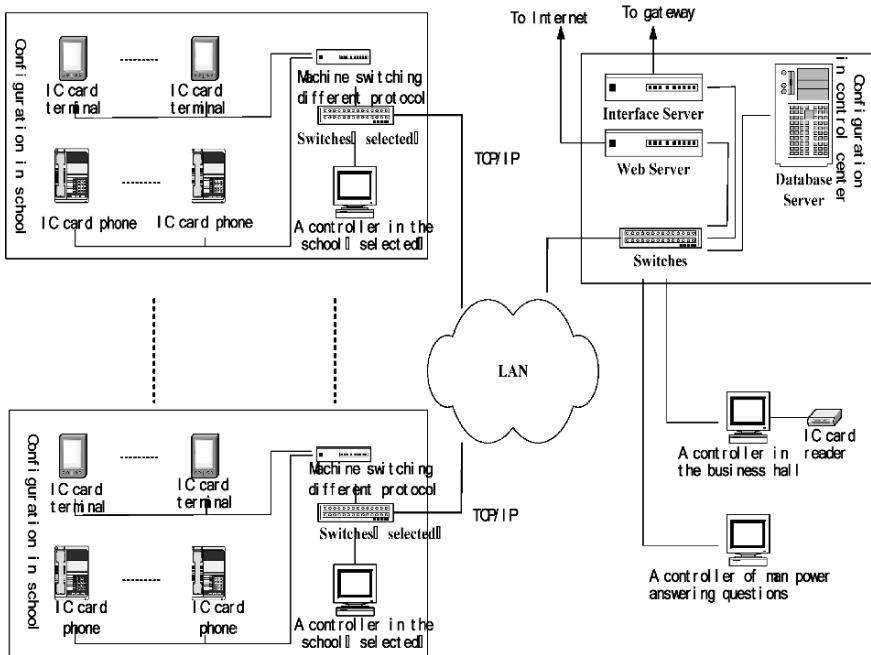 Configuration in school
IC card
terminal
IC card
terminal
Machine switching
different protocol
Switches selected
IC card phone
IC card phone
A controller in the
school selected
TCP/IP
To Internet
To gateway
Interface Server
Web Server
Database
Server
Configuration
in control center
Switches
LAN
Configuration in school
IC card
terminal
IC card
terminal
Machine switching
different protocol
Switches selected
IC card
phone
IC card
phone
A controller in the
school selected
TCP/IP
A controller in
the business hall
IC card
reader
A controller of man power
answering questions